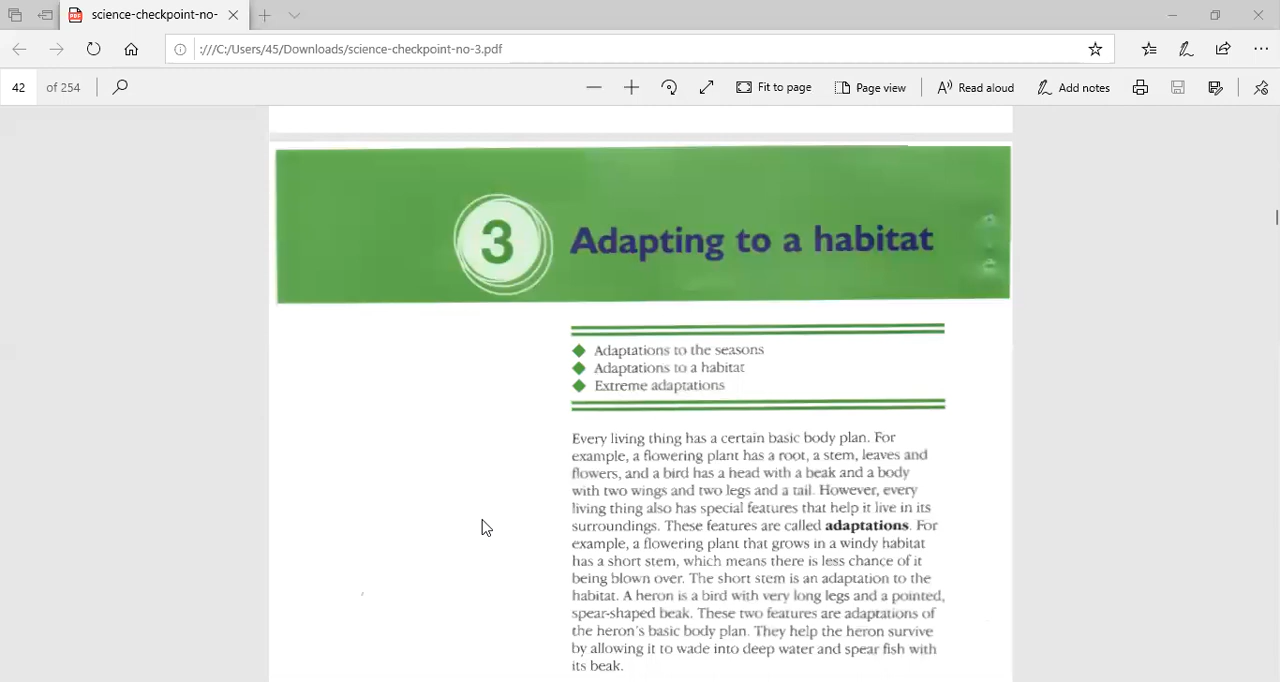 science-checkpoint-no-
:///C:/Users/45/Downloads/science-checkpoint-no-3.pdf
42 of 254 Fit to page Page view Read aloud Add notes
3 Adapting to a habitat
Adaptations to the seasons
Adaptations to a habitat
Extreme adaptations
Every living thing has a certain basic body plan. For
example, a flowering plant has a root, a stem, leaves and
flowers, and a bird has a head with a beak and a body
with two wings and two legs and a tail. However, every
living thing also has special features that help it live in its
surroundings. These features are called adaptations. For
example, a flowering plant that grows in a windy habitat
has a short stem, which means there is less chance of it
being blown over. The short stem is an adaptation to the
habitat. A heron is a bird with very long legs and a pointed,
spear-shaped beak. These two features are adaptations of
the heron's basic body plan. They help the heron survive
by allowing it to wade into deep water and spear fish with
its beak.